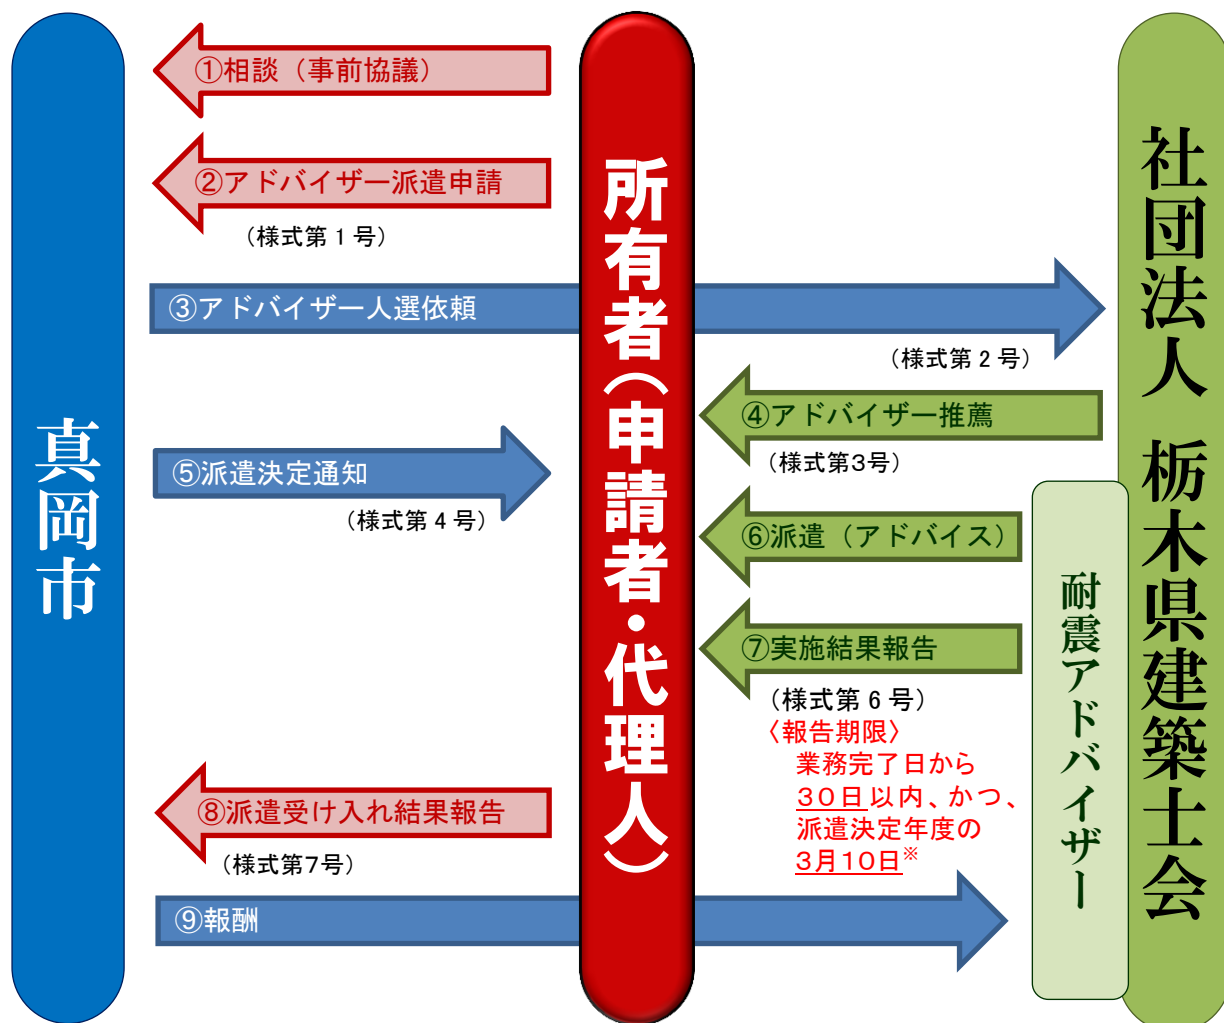 真岡市
所有者（申請者・代理人）
社団法人 栃木県建築士会
耐震アドバイザー
①相談（事前協議）
②アドバイザー派遣申請
（様式第１号）
③アドバイザー人選依頼
（様式第２号）
④アドバイザー推薦
（様式第3号）
⑤派遣決定通知
（様式第４号）
⑥派遣（アドバイス）
⑦実施結果報告
（様式第６号）
〈報告期限〉
業務完了日から
３０日以内、かつ、
派遣決定年度の
３月１０日※
⑧派遣受け入れ結果報告
（様式第7号）
⑨報酬